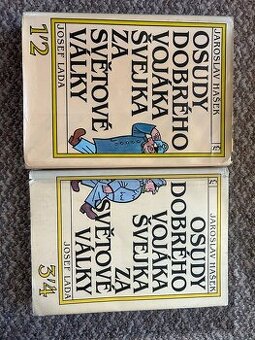 JAROSLAV HAŠEK
OSUDY
DOBRÉHO
VOJÁKA
ŠVEJKA
ZA
SVĚTOVÉ
VÁLKY
JOSEF LADA
1/2
JAROSLAV HAŠEK
OSUDY
DOBRÉHO
VOJÁKA
ŠVEJKA
ZA
SVĚTOVÉ
VÁLKY
JOSEF LADA
3/4